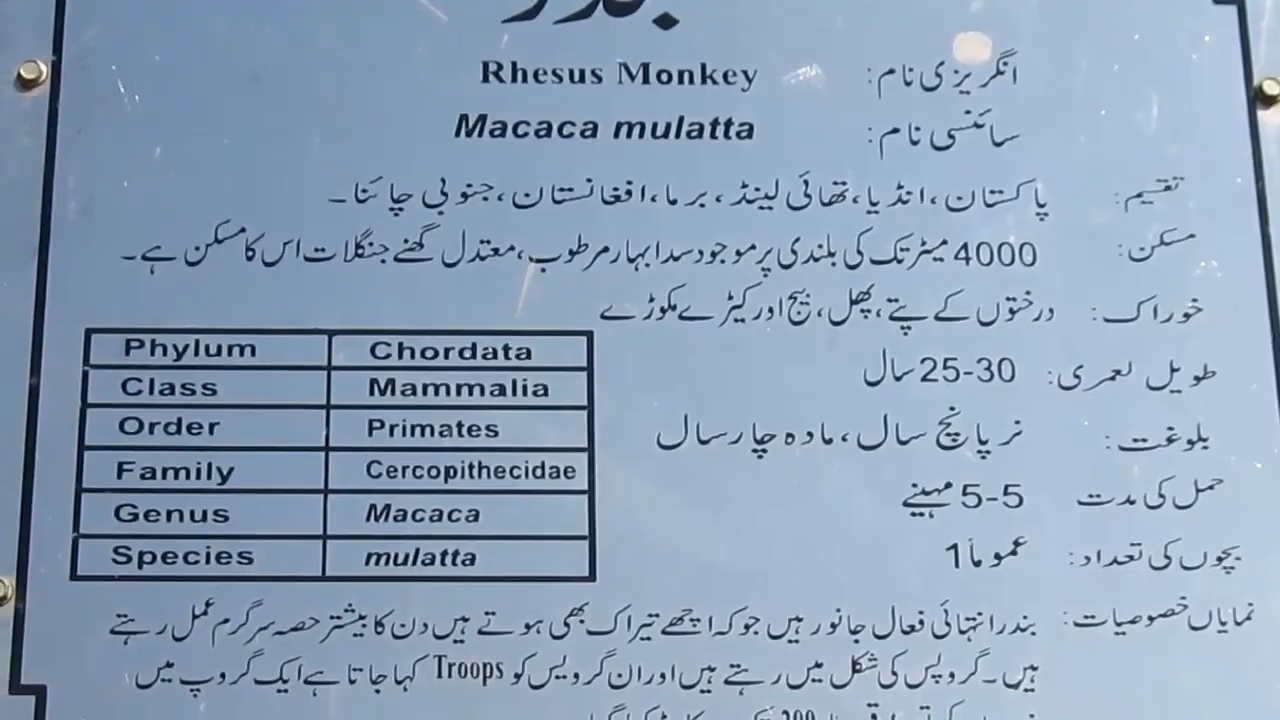 بندر
انگریزی نام: Rhesus Monkey
سائنسی نام: Macaca mulatta
تقسیم: پاکستان، انڈیا، تھائی لینڈ، برما، افغانستان، جنوبی چائنا۔
مسکن: 4000 میٹر تک کی بلندی پر موجود سدا بہار مرطوب، معتدل گھنے جنگلات اس کا مسکن ہے۔
خوراک: درختوں کے پتے، پھل، بیج اور کیڑے مکوڑے
طویل لعمری: 25-30 سال
بلوغت: نر پانچ سال، مادہ چار سال
حمل کی مدت 5-5 مہینے
بچوں کی تعداد: عموماً 1
Phylum Chordata
Class Mammalia
Order Primates
Family Cercopithecidae
Genus Macaca
Species mulatta
نمایاں خصوصیات: بندر انتہائی فعال جانور ہیں جو کہ اچھے تیراک بھی ہوتے ہیں دن کا بیشتر حصہ سرگرم عمل رہتے
ہیں۔ گروپس کی شکل میں رہتے ہیں اور ان گروپس کو Troops کہا جاتا ہے ایک گروپ میں
200